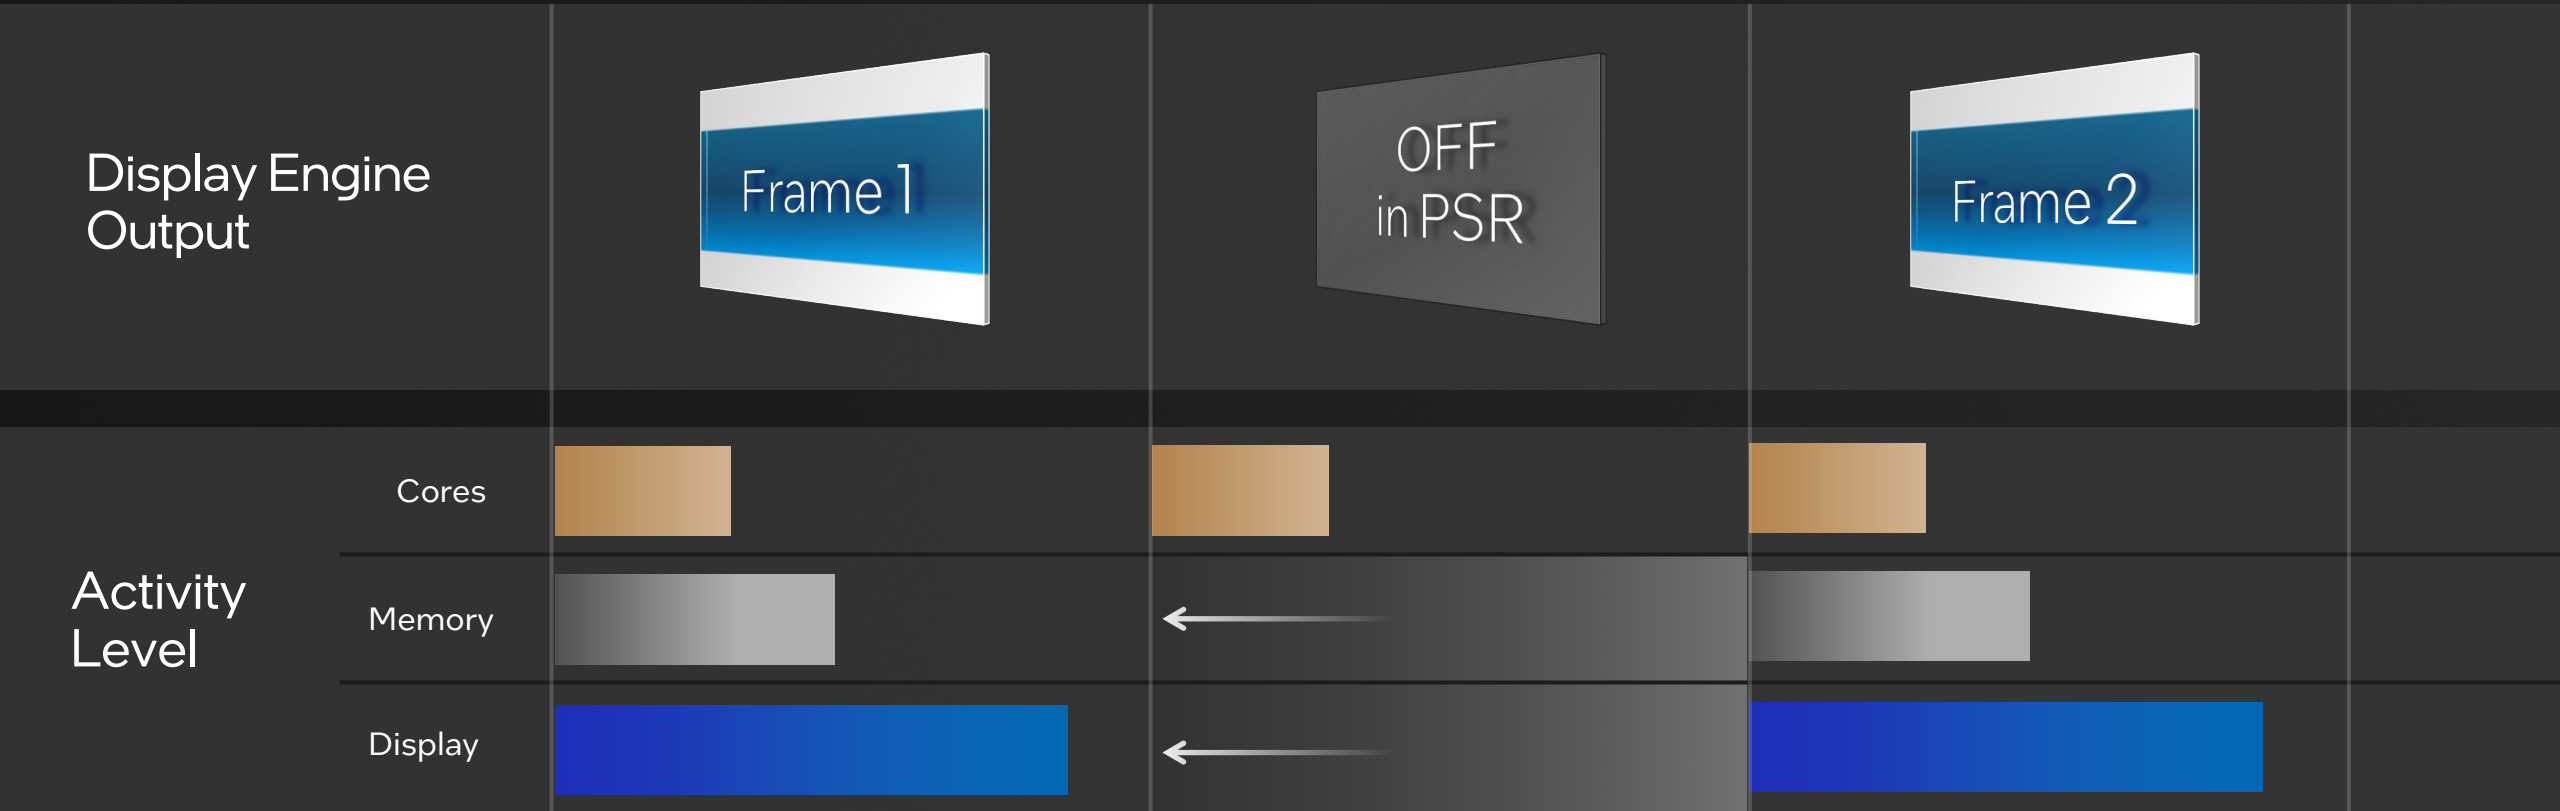 Display Engine
Output
Frame 1
OFF
in PSR
Frame 2
Activity
Level
Cores
Memory
Display